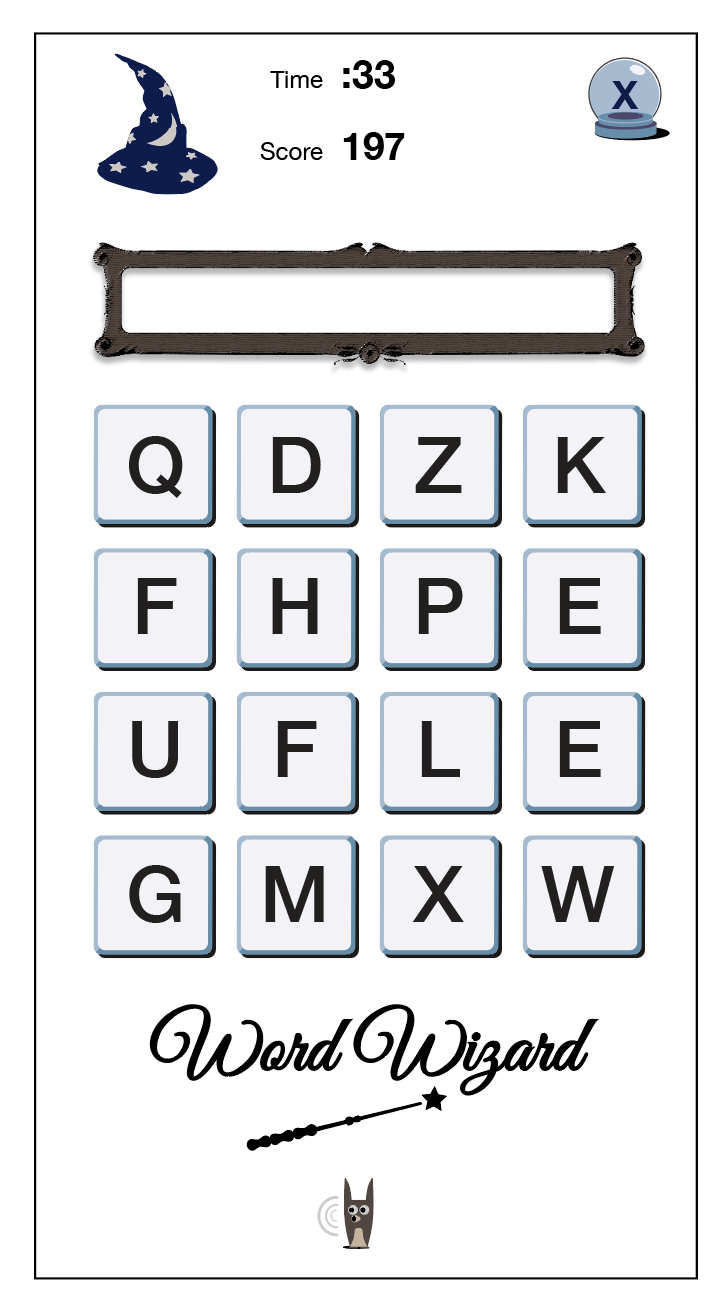 Time :33
X
Score 197
Q D Z K
F H P E
U F L E
G M X W
Word Wizard